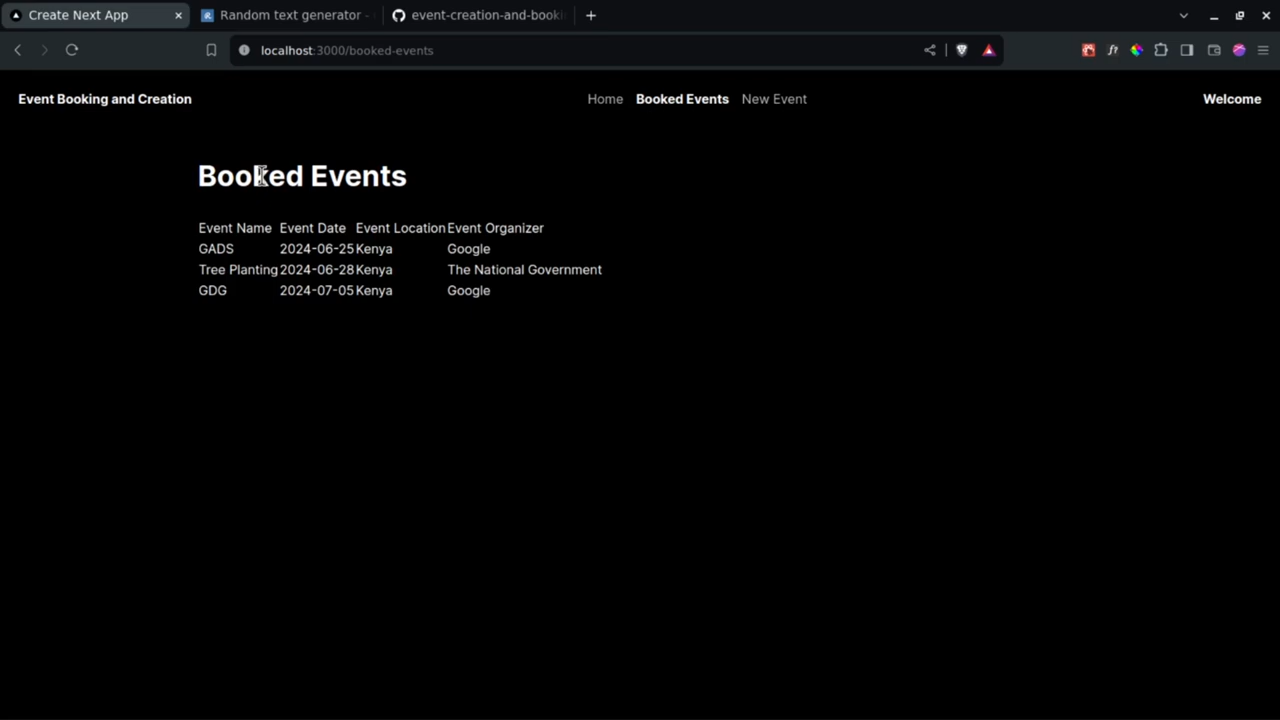 Create Next App
Random text generator -
event-creation-and-booki
localhost:3000/booked-events
Event Booking and Creation
Home Booked Events New Event
Welcome
Booked Events
Event Name Event Date Event Location Event Organizer
GADS 2024-06-25 Kenya Google
Tree Planting 2024-06-28 Kenya The National Government
GDG 2024-07-05 Kenya Google